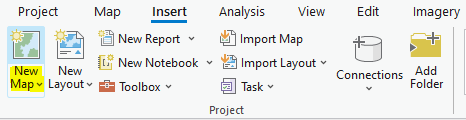 Project Map Insert Analysis View Edit Imagery
New Map
New Layout
New Report
New Notebook
Toolbox
Import Map
Import Layout
Task
Connections
Add Folder
Project